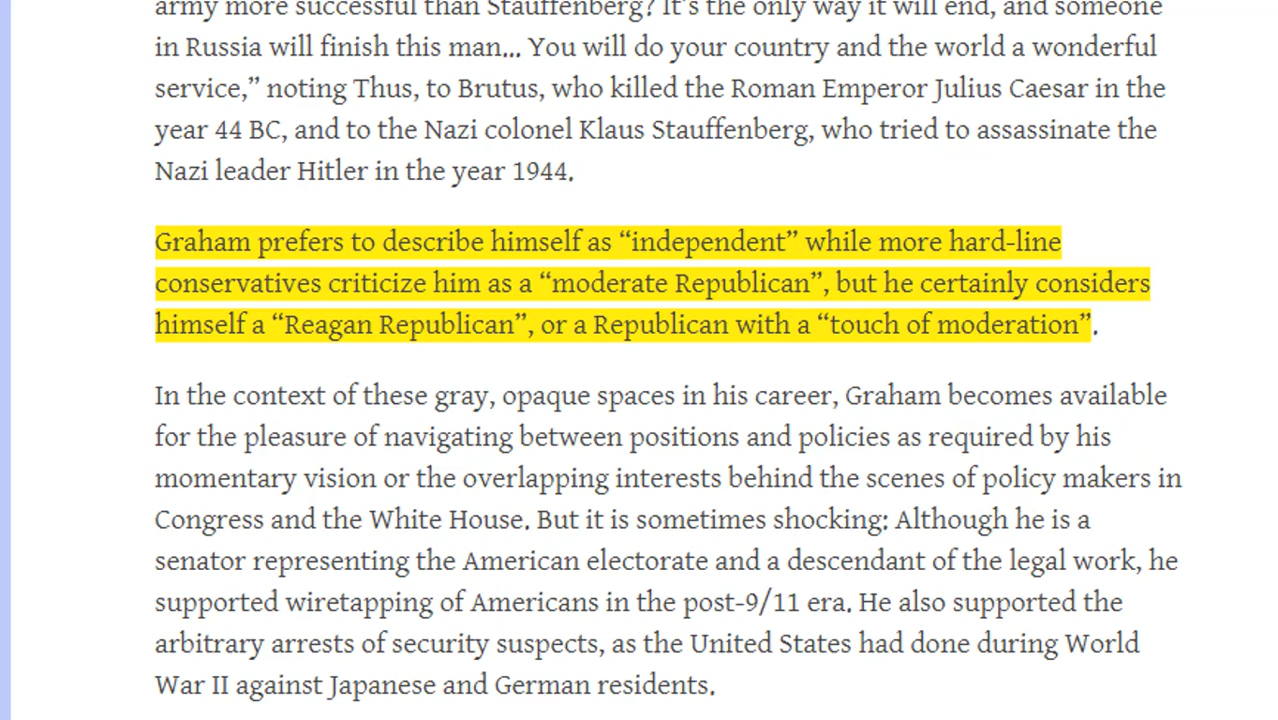 army more successful than Stauffenberg? It's the only way it will end, and someone
in Russia will finish this man... You will do your country and the world a wonderful
service,” noting Thus, to Brutus, who killed the Roman Emperor Julius Caesar in the
year 44 BC, and to the Nazi colonel Klaus Stauffenberg, who tried to assassinate the
Nazi leader Hitler in the year 1944.
Graham prefers to describe himself as “independent” while more hard-line
conservatives criticize him as a “moderate Republican”, but he certainly considers
himself a “Reagan Republican”, or a Republican with a “touch of moderation”.
In the context of these gray, opaque spaces in his career, Graham becomes available
for the pleasure of navigating between positions and policies as required by his
momentary vision or the overlapping interests behind the scenes of policy makers in
Congress and the White House. But it is sometimes shocking: Although he is a
senator representing the American electorate and a descendant of the legal work, he
supported wiretapping of Americans in the post-9/11 era. He also supported the
arbitrary arrests of security suspects, as the United States had done during World
War II against Japanese and German residents.